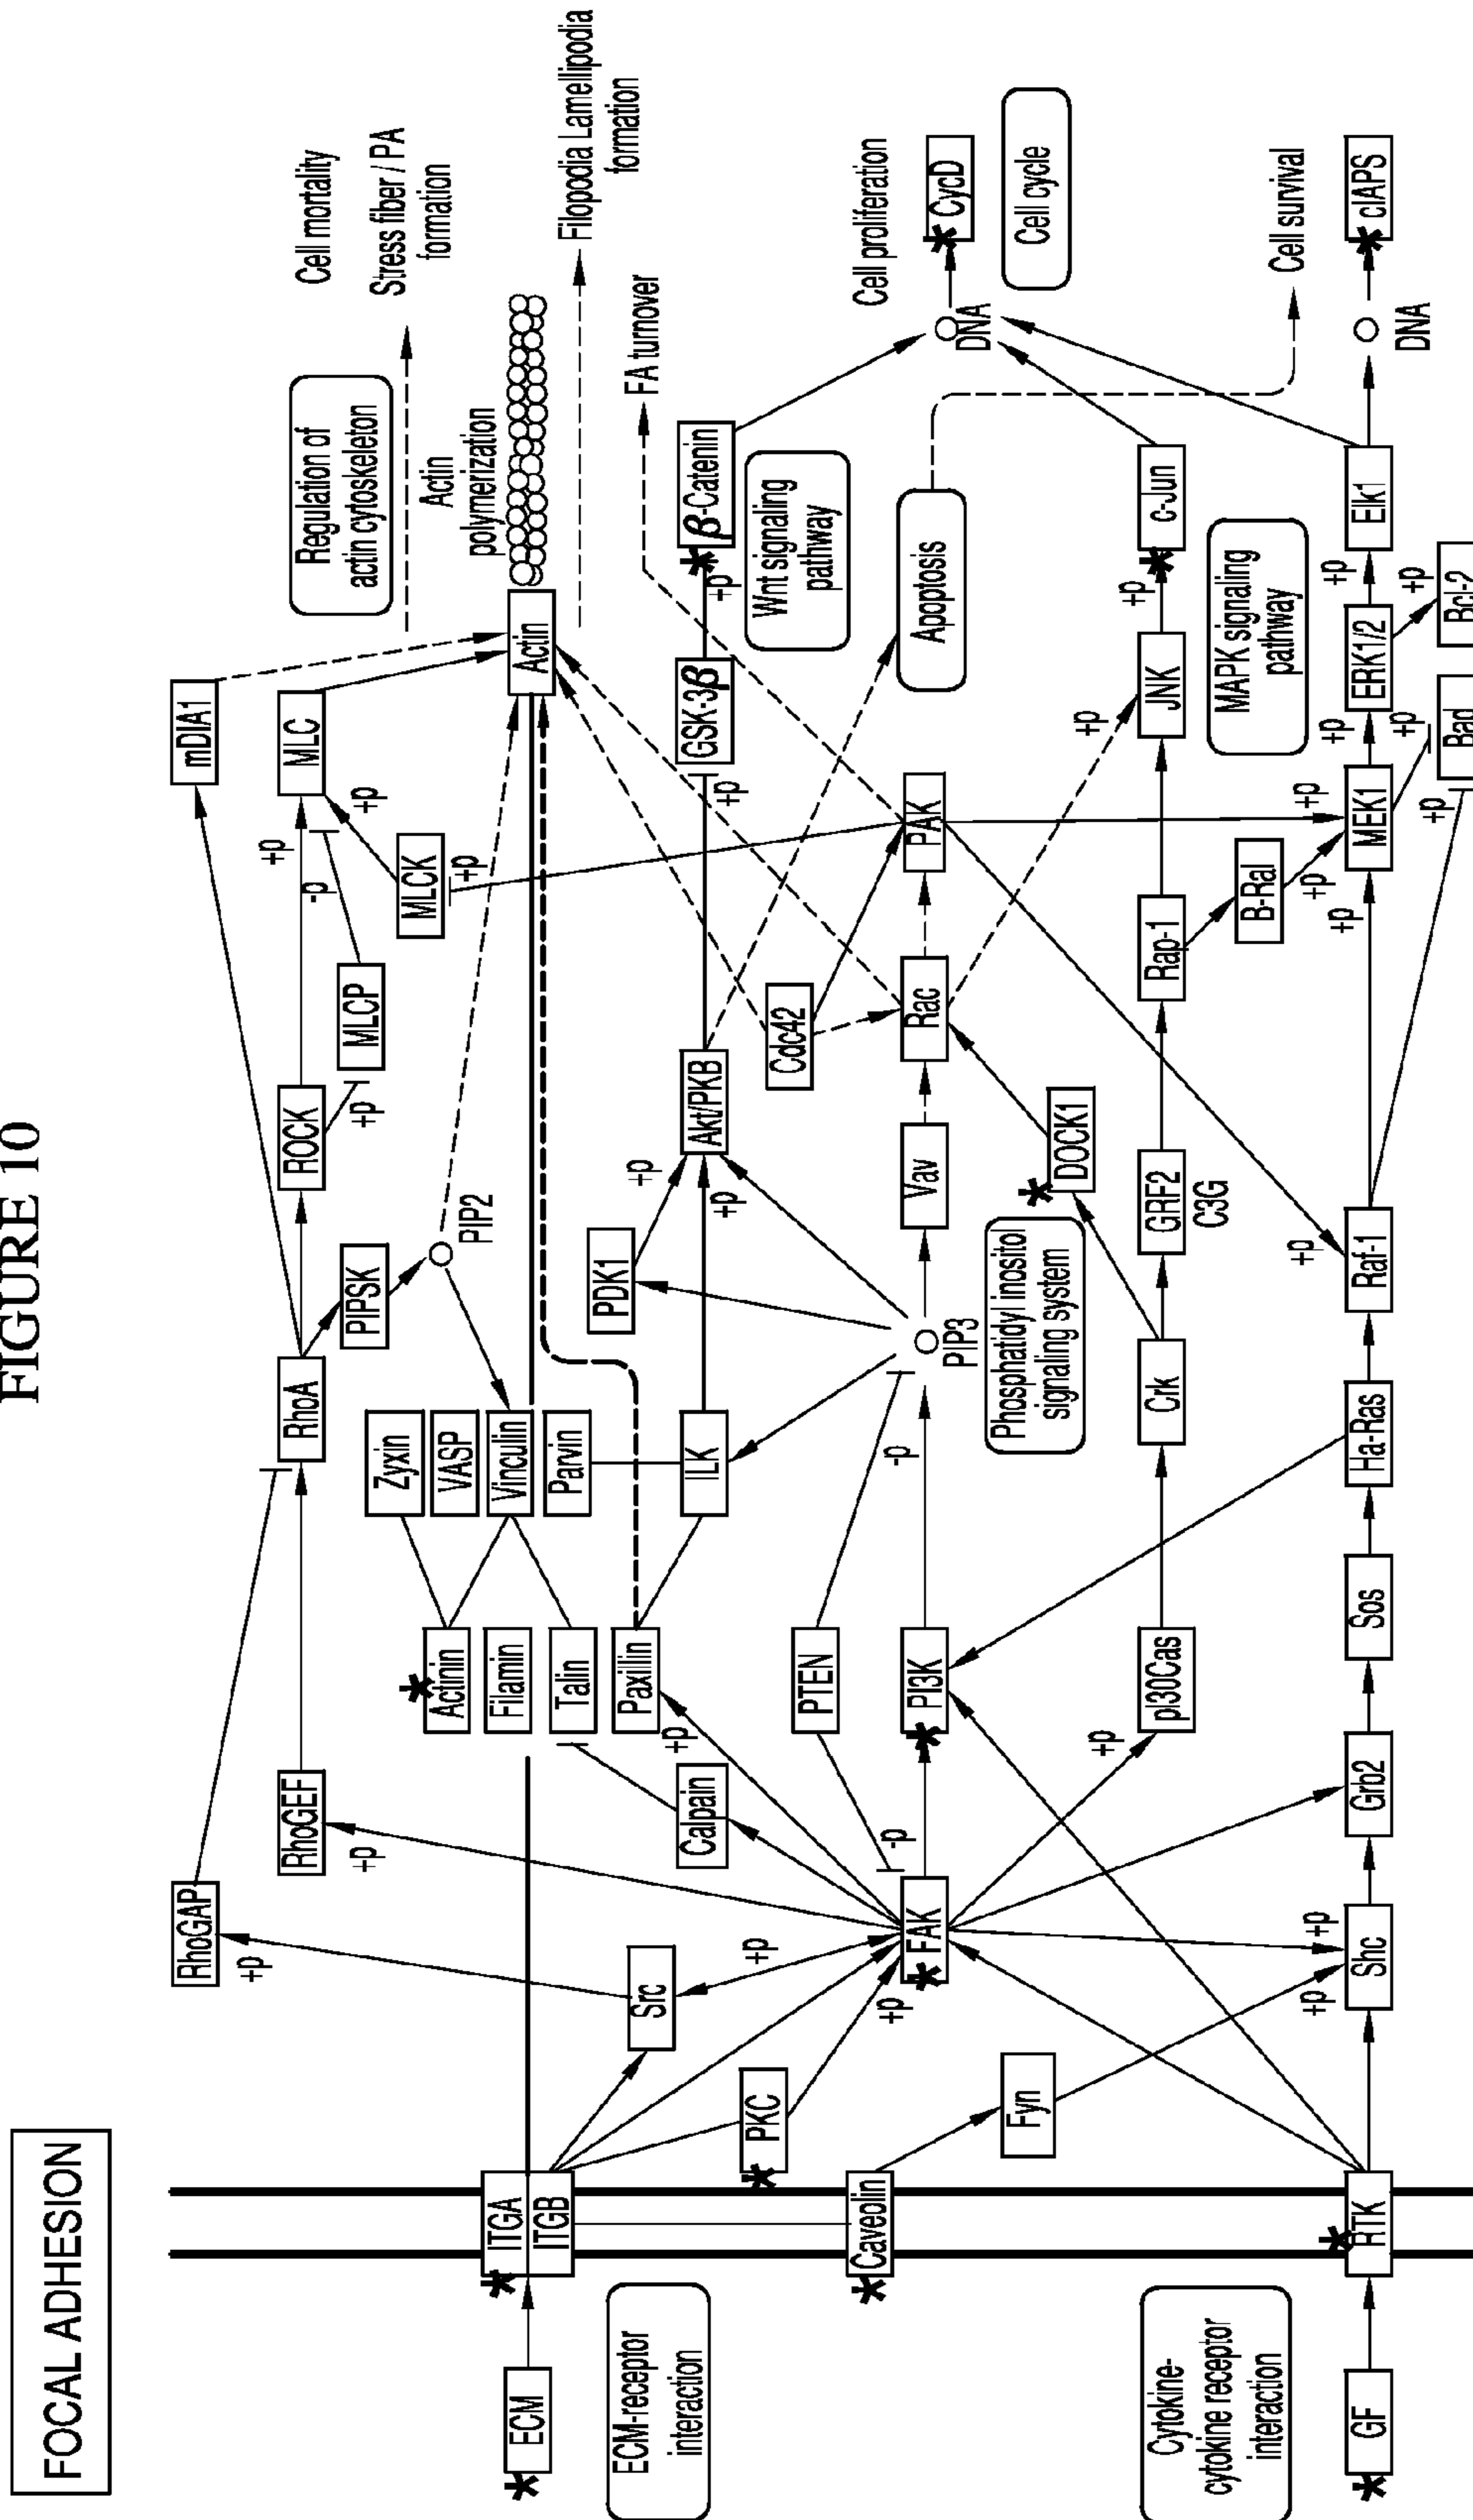 FIGURE 10
FOCAL ADHESION
RhoGAP
+p
mDIA1
RhoGEF
+p
RhoA
ROCK
+p
MLC
Regulation of
actin cytoskeleton
Cell mortality
-p
PIPSK
MLCP
+p
+p
Stress fiber / PA
formation
Zyxin
MLCK
+p
*
Actinin
VASP
PIP2
Actin
polymerization
Filamin
Vinculin
*
ECM
*
ITGA
ITGB
Talin
Parvin
Actin
Filopodia Lamellipodia
formation
ECM-receptor
interaction
Src
Paxillin
+p
PDK1
+p
FA turnover
Calpain
ILK
+p
Akt/PKB
+p
GSK-3β
+p
*
β-Catenin
*
PKC
+p
PTEN
Cdc42
Wnt signaling
pathway
*
Caveolin
+p
*
FAK
-p
*
PI3K
-p
PIP3
Vav
Rac
PAK
Apoptosis
Cell proliferation
DNA
*
CycD
Fyn
Phosphatidyl inositol
signaling system
*
DOCK1
Cell cycle
Cytokine-
cytokine receptor
interaction
+p
p130Cas
Crk
GRF2
C3G
Rap-1
+p
JNK
+p
*
c-Jun
B-Ral
MAPK signaling
pathway
Cell survival
*
GF
*
RTK
+p
+p
Shc
Grb2
Sos
Ha-Ras
+p
Raf-1
+p
+p
+p
MEK1
+p
ERK1/2
+p
Elk1
DNA
*
cIAPS
+p
+p
Bad
+p
Bcl-2